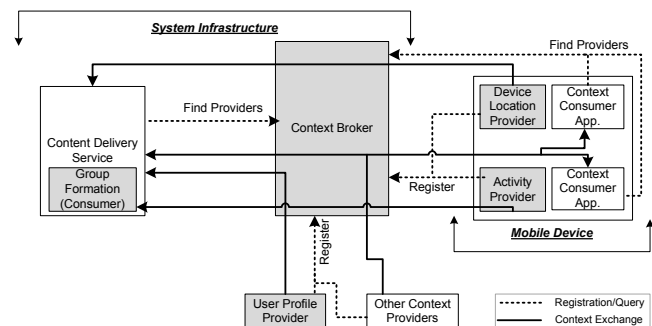 System Infrastructure
Find Providers
Device
Location
Provider
Context
Consumer
App.
Find Providers
Context Broker
Content Delivery
Service
Group
Formation
(Consumer)
Register
Activity
Provider
Context
Consumer
App.
Mobile Device
Register
User Profile
Provider
Other Context
Providers
Registration/Query
Context Exchange